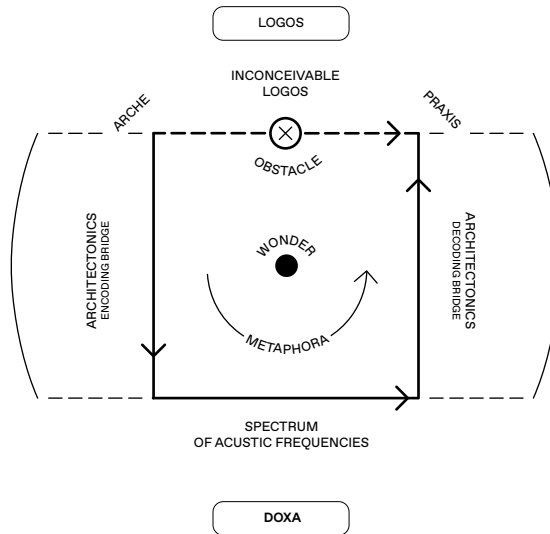 LOGOS
INCONCEIVABLE
LOGOS
ARCHE
PRAXIS
OBSTACLE
ARCHITECTONICS
ENCODING BRIDGE
WONDER
METAPHORA
ARCHITECTONICS
DECODING BRIDGE
SPECTRUM
OF ACUSTIC FREQUENCIES
DOXA